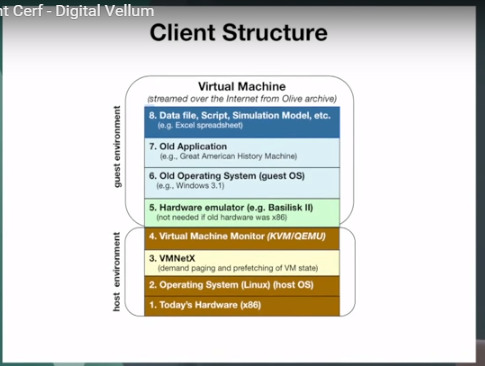 nt Cerf - Digital Vellum
Client Structure
Virtual Machine
(streamed over the Internet from Olive archive)
guest environment
8. Data file, Script, Simulation Model, etc.
(e.g. Excel spreadsheet)
7. Old Application
(e.g., Great American History Machine)
6. Old Operating System (guest OS)
(e.g., Windows 3.1)
5. Hardware emulator (e.g. Basilisk II)
(not needed if old hardware was x86)
host environment
4. Virtual Machine Monitor (KVM/QEMU)
3. VMNetX
(demand paging and prefetching of VM state)
2. Operating System (Linux) (host OS)
1. Today's Hardware (x86)